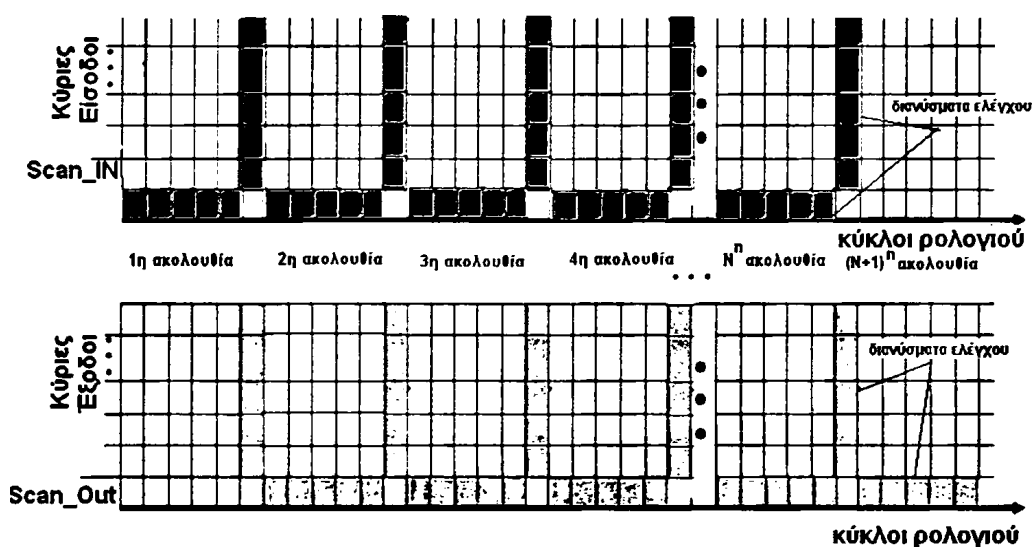 Κύριες
Είσοδοι
Scan_IN
διανύσματα ελέγχου
κύκλοι ρολογιού
1η ακολουθία
2η ακολουθία
3η ακολουθία
4η ακολουθία
...
Νη ακολουθία
(Ν+1)η ακολουθία
Κύριες
Έξοδοι
διανύσματα ελέγχου
Scan_Out
κύκλοι ρολογιού